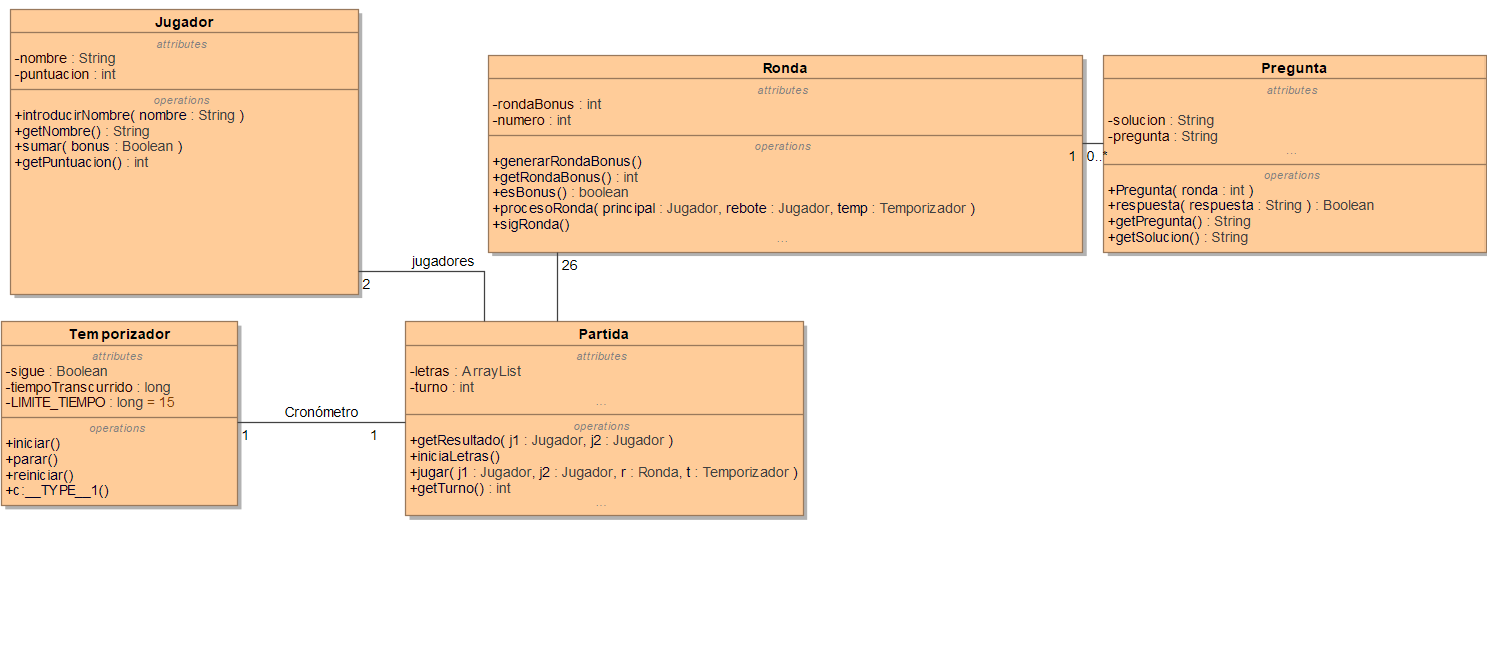 Jugador
attributes
-nombre : String
-puntuacion : int
operations
+introducirNombre( nombre : String )
+getNombre() : String
+sumar( bonus : Boolean )
+getPuntuacion() : int
Ronda
attributes
-rondaBonus : int
-numero : int
operations
+generarRondaBonus()
+getRondaBonus() : int
+esBonus() : boolean
+procesoRonda( principal : Jugador, rebote : Jugador, temp : Temporizador )
+sigRonda()
...
1
0..*
Pregunta
attributes
-solucion : String
-pregunta : String
...
operations
+Pregunta( ronda : int )
+respuesta( respuesta : String ) : Boolean
+getPregunta() : String
+getSolucion() : String
jugadores
2
26
Temporizador
attributes
-sigue : Boolean
-tiempoTranscurrido : long
-LIMITE_TIEMPO : long = 15
operations
+iniciar()
+parar()
+reiniciar()
+c:__TYPE__1()
Cronómetro
1
1
Partida
attributes
-letras : ArrayList
-turno : int
...
operations
+getResultado( j1 : Jugador, j2 : Jugador )
+iniciaLetras()
+jugar( j1 : Jugador, j2 : Jugador, r : Ronda, t : Temporizador )
+getTurno() : int
...